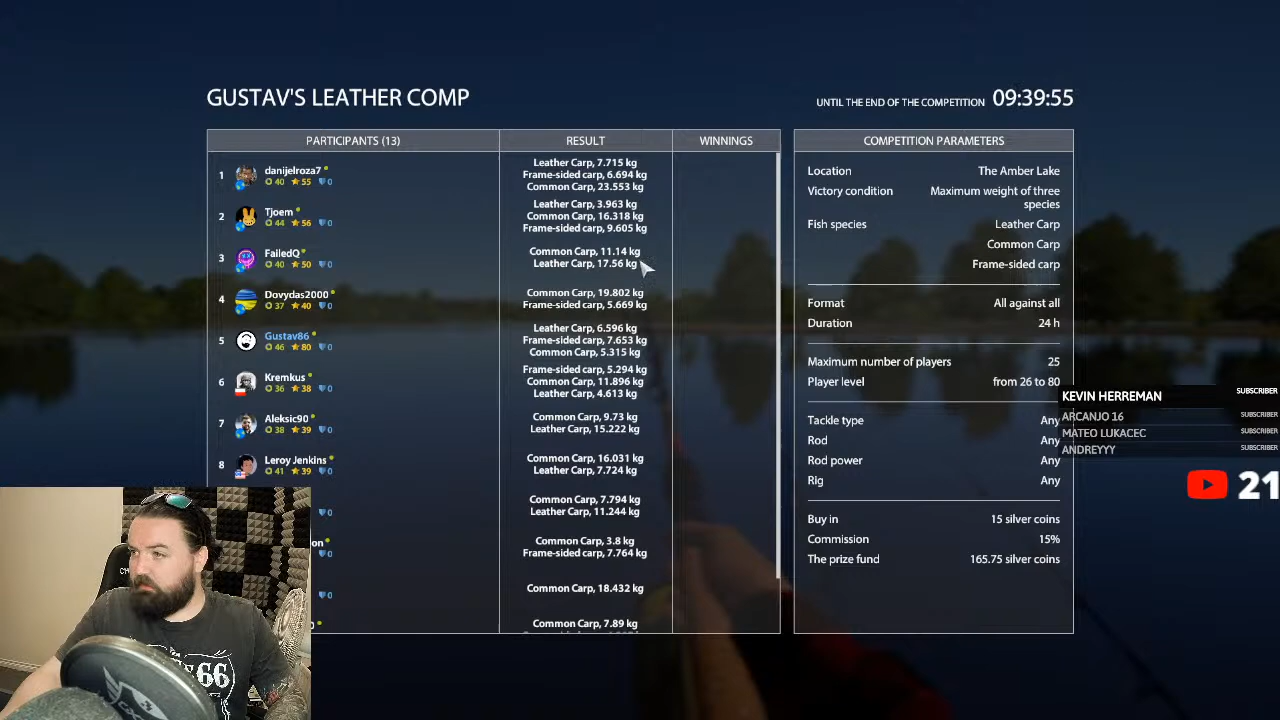 GUSTAV'S LEATHER COMP
UNTIL THE END OF THE COMPETITION 09:39:55
PARTICIPANTS (13) RESULT WINNINGS
1 danijelroza7 40 55 0
Leather Carp, 7.715 kg
Frame-sided carp, 6.694 kg
Common Carp, 23.553 kg
2 Tjoem 44 56 0
Leather Carp, 3.963 kg
Common Carp, 16.318 kg
Frame-sided carp, 9.605 kg
3 FailedQ 40 50 0
Common Carp, 11.14 kg
Leather Carp, 17.56 kg
4 Dovydas2000 37 40 0
Common Carp, 19.802 kg
Frame-sided carp, 5.669 kg
5 Gustav86 46 80 0
Leather Carp, 6.596 kg
Frame-sided carp, 7.653 kg
Common Carp, 5.315 kg
6 Kremkus 36 38 0
Frame-sided carp, 5.294 kg
Common Carp, 11.896 kg
Leather Carp, 4.613 kg
7 Aleksic90 38 39 0
Common Carp, 9.73 kg
Leather Carp, 15.222 kg
8 Leroy Jenkins 41 39 0
Common Carp, 16.031 kg
Leather Carp, 7.724 kg
0
Common Carp, 7.794 kg
Leather Carp, 11.244 kg
on 0
Common Carp, 3.8 kg
Frame-sided carp, 7.764 kg
0
Common Carp, 18.432 kg
Common Carp, 7.89 kg
COMPETITION PARAMETERS
Location The Amber Lake
Victory condition Maximum weight of three
species
Fish species Leather Carp
Common Carp
Frame-sided carp
Format All against all
Duration 24 h
Maximum number of players 25
Player level from 26 to 80
Tackle type Any
Rod Any
Rod power Any
Rig Any
Buy in 15 silver coins
Commission 15%
The prize fund 165.75 silver coins
KEVIN HERREMAN SUBSCRIBER
ARCANJO 16 SUBSCRIBER
MATEO LUKACEC SUBSCRIBER
ANDREYYY SUBSCRIBER
21
66